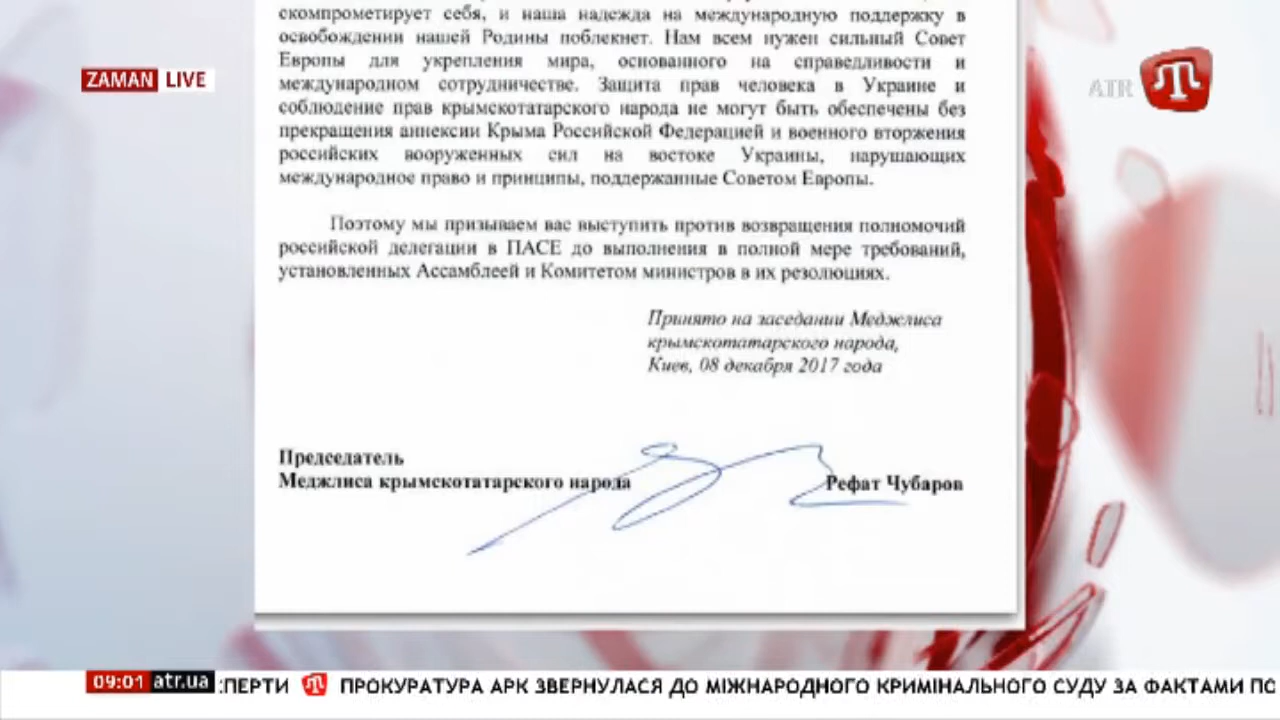 скомпрометирует себя, и наша надежда на международную поддержку в
освобождении нашей Родины поблекнет. Нам всем нужен сильный Совет
Европы для укрепления мира, основанного на справедливости и
международном сотрудничестве. Защита прав человека в Украине и
соблюдение прав крымскотатарского народа не могут быть обеспечены без
прекращения аннексии Крыма Российской Федерацией и военного вторжения
российских вооруженных сил на востоке Украины, нарушающих
международное право и принципы, поддержанные Советом Европы.
Поэтому мы призываем вас выступить против возвращения полномочий
российской делегации в ПАСЕ до выполнения в полной мере требований,
установленных Ассамблеей и Комитетом министров в их резолюциях.
Принято на заседании Меджлиса
крымскотатарского народа,
Киев, 08 декабря 2017 года
Председатель
Меджлиса крымскотатарского народа Рефат Чубаров
ZAMAN LIVE
ATR
09:01 atr.ua :ПЕРТИ ПРОКУРАТУРА АРК ЗВЕРНУЛАСЯ ДО МІЖНАРОДНОГО КРИМІНАЛЬНОГО СУДУ ЗА ФАКТАМИ ПО